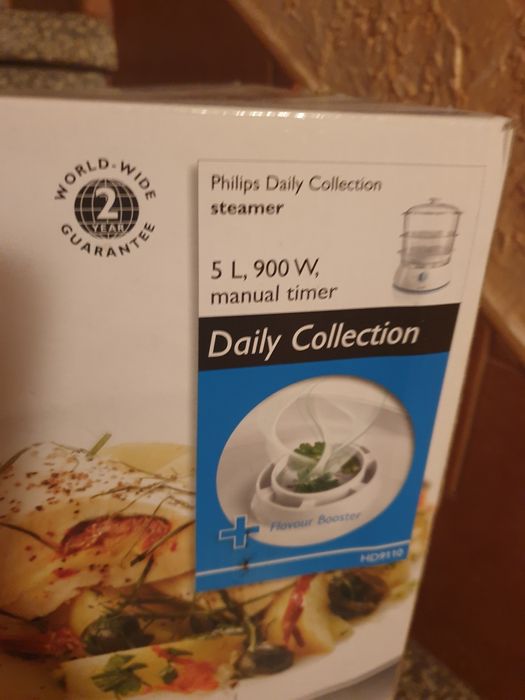 WORLD-WIDE
2
YEAR
GUARANTEE
Philips Daily Collection
steamer
5 L, 900 W,
manual timer
Daily Collection
+ Flavour Booster
HD9110